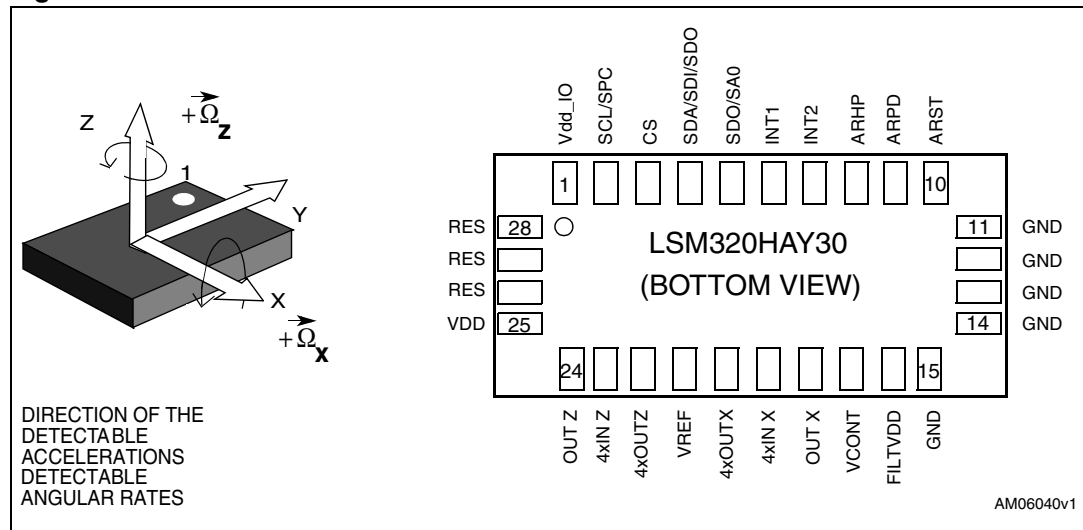 Z
+Ω Z
1
Y
X
+Ω X
DIRECTION OF THE
DETECTABLE
ACCELERATIONS
DETECTABLE
ANGULAR RATES
Vdd_IO
SCL/SPC
CS
SDA/SDI/SDO
SDO/SA0
INT1
INT2
ARHP
ARPD
ARST
1
10
RES 28
RES
RES
VDD 25
LSM320HAY30
(BOTTOM VIEW)
11 GND
GND
GND
14 GND
24
15
OUT Z
4xIN Z
4xOUTZ
VREF
4xOUTX
4xIN X
OUT X
VCONT
FILTVDD
GND
AM06040v1